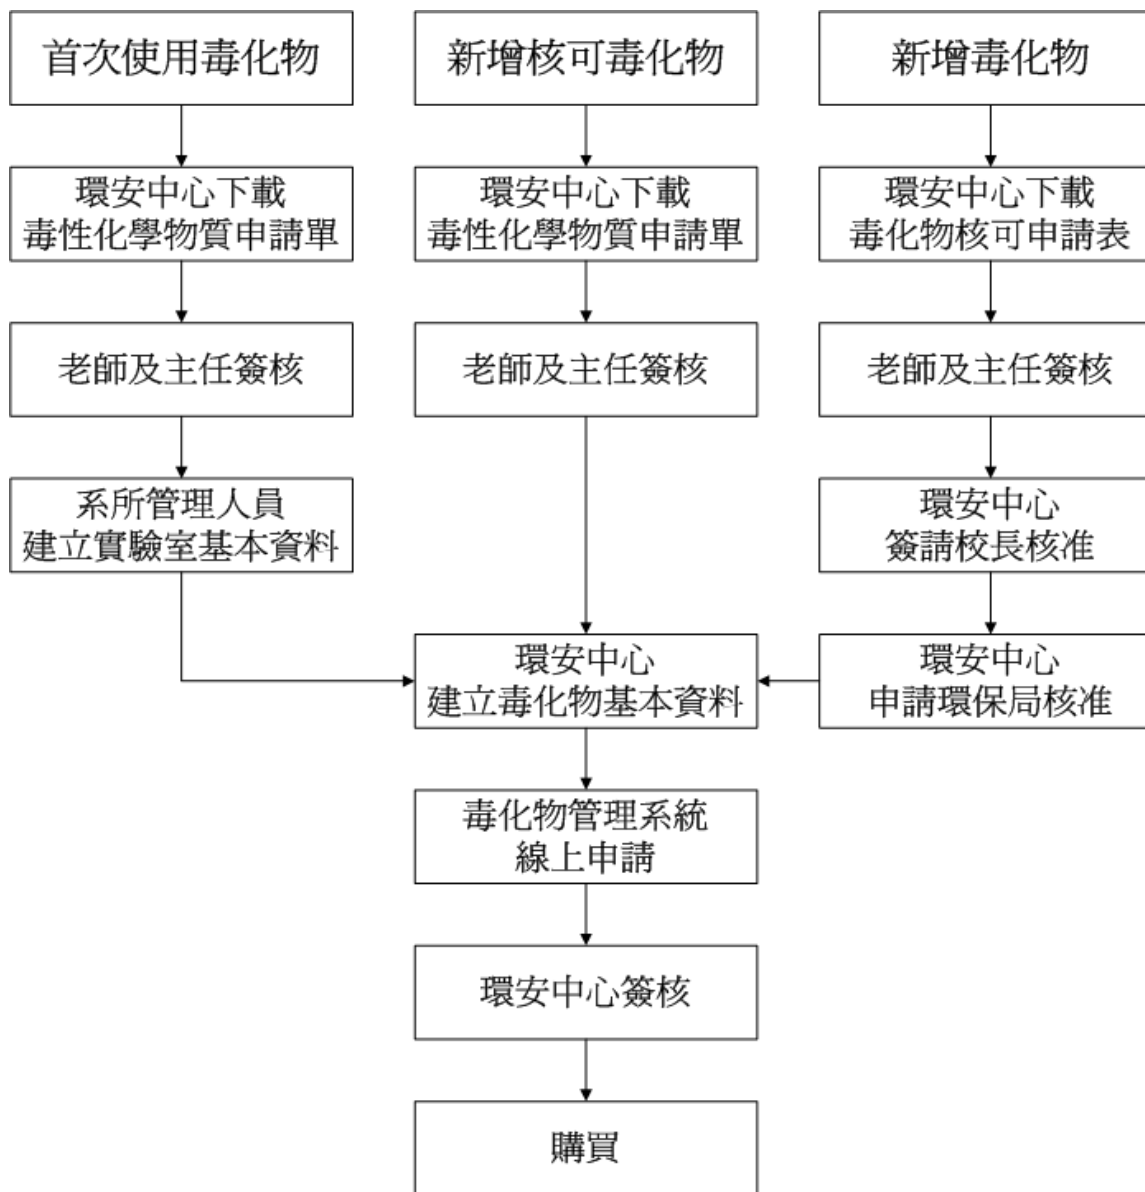 首次使用毒化物
新增核可毒化物
新增毒化物
環安中心下載
毒性化學物質申請單
環安中心下載
毒性化學物質申請單
環安中心下載
毒化物核可申請表
老師及主任簽核
老師及主任簽核
老師及主任簽核
系所管理人員
建立實驗室基本資料
環安中心
簽請校長核准
環安中心
建立毒化物基本資料
環安中心
申請環保局核准
毒化物管理系統
線上申請
環安中心簽核
購買